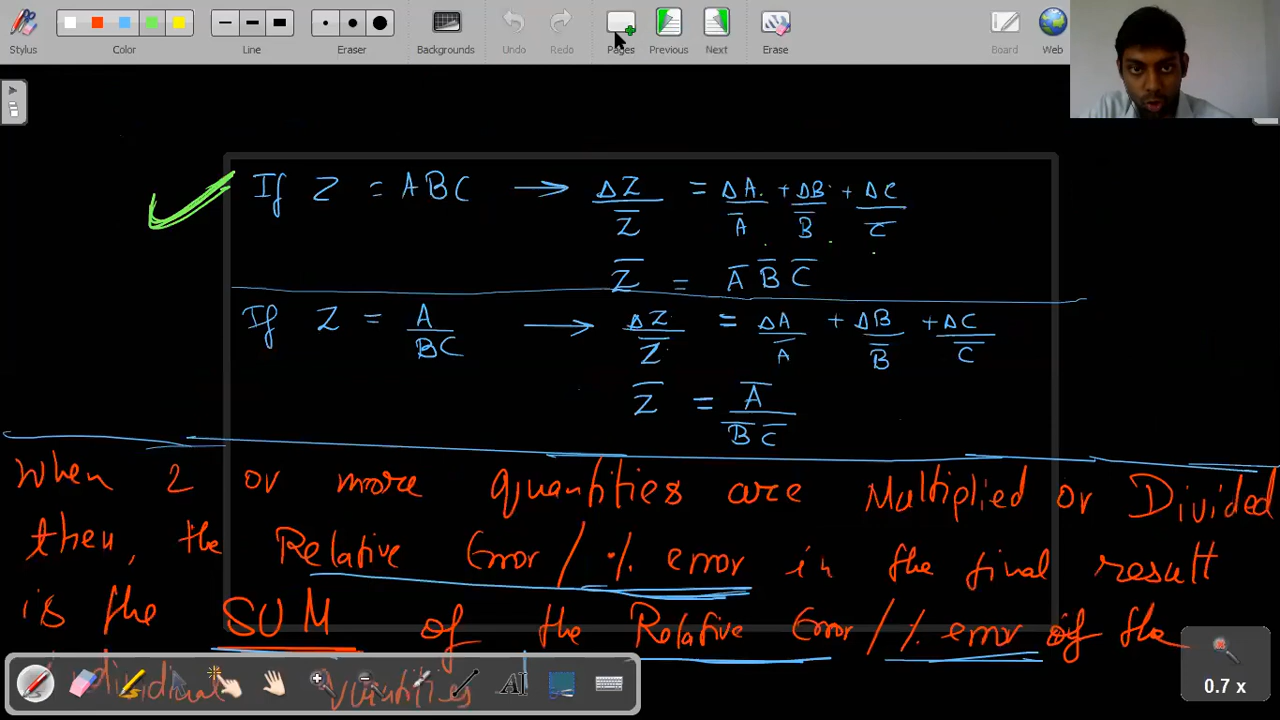 Stylus Color Line Eraser Backgrounds Undo Redo Pages Previous Next Erase Board Web
If Z = ABC → ΔZ/Z̅ = ΔA/A̅ + ΔB/B̅ + ΔC/C̅
Z̅ = A̅ B̅ C̅
If Z = A/BC → ΔZ/Z̅ = ΔA/A̅ + ΔB/B̅ + ΔC/C̅
Z̅ = A̅/B̅ C̅
When 2 or more quantities are Multiplied or Divided
then, the Relative Error / % error in the final result
is the SUM of the Relative Error / % error of the
individual quantities
0.7 x